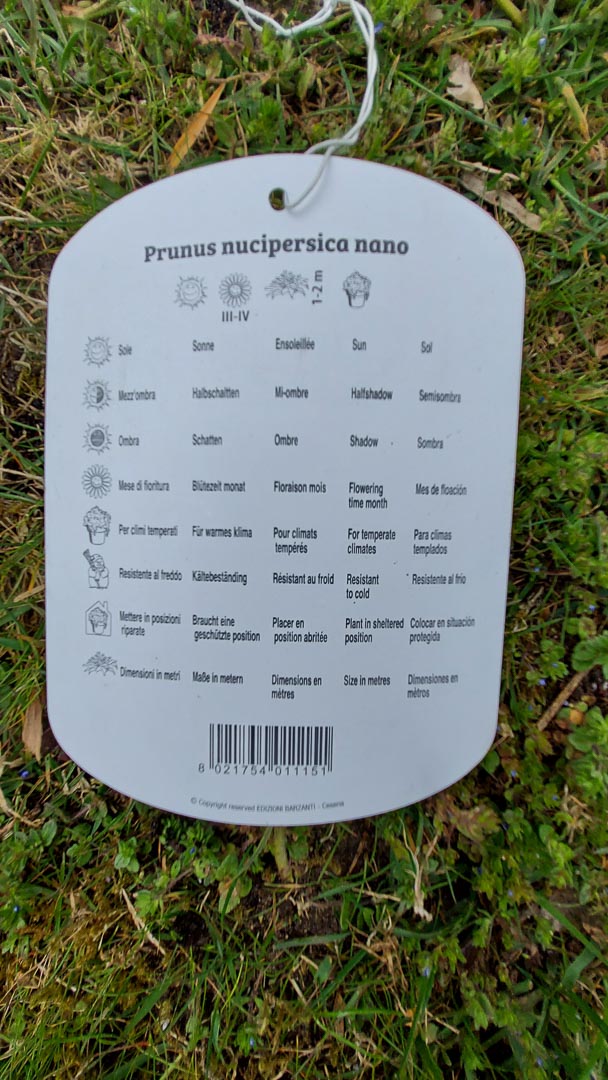 Prunus nucipersica nano
III-IV
1-2 m
Sole Sonne Ensoleillée Sun Sol
Mezz'ombra Halbschaltten Mi-ombre Halfshadow Semisombra
Ombra Schatten Ombre Shadow Sombra
Mese di fioritura Blütezeit monat Floraison mois Flowering Mes de floación
time month
Per climi temperati Für warmes klima Pour climats For temperate Para climas
tempérés climates templados
Resistente al freddo Kältebeständing Résistant au froid Resistant Resistente al frio
to cold
Mettere in posizioni Braucht eine Placer en Plant in sheltered Colocar en situación
riparate geschützte position position abritée position protegida
Dimensioni in metri Maße in metern Dimensions en Size in metres Dimensiones en
mètres métros
8 021754 011151
© Copyright reserved EDIZIONI BARZANTI - Cesena